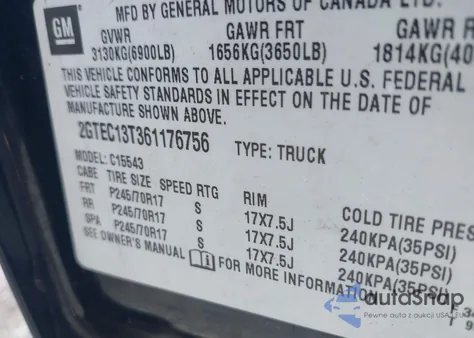 GM
MFD BY GENERAL MOTORS OF CANADA LTD.
GVWR GAWR FRT GAWR R
3130KG(6900LB) 1656KG(3650LB) 1814KG(40
THIS VEHICLE CONFORMS TO ALL APPLICABLE U.S. FEDERAL
VEHICLE SAFETY STANDARDS IN EFFECT ON THE DATE OF
MANUFACTURE SHOWN ABOVE.
2GTEC13T361176756 TYPE: TRUCK
MODEL: C15543
CABE TIRE SIZE SPEED RTG RIM COLD TIRE PRES
FRT P245/70R17 S 17X7.5J 240KPA(35PSI)
RR P245/70R17 S 17X7.5J 240KPA(35PSI)
SPA P245/70R17 S 17X7.5J 240KPA(35PSI)
SEE OWNER'S MANUAL FOR MORE INFORMATION
autoSnap
Pewne auta z aukcji USA & EU